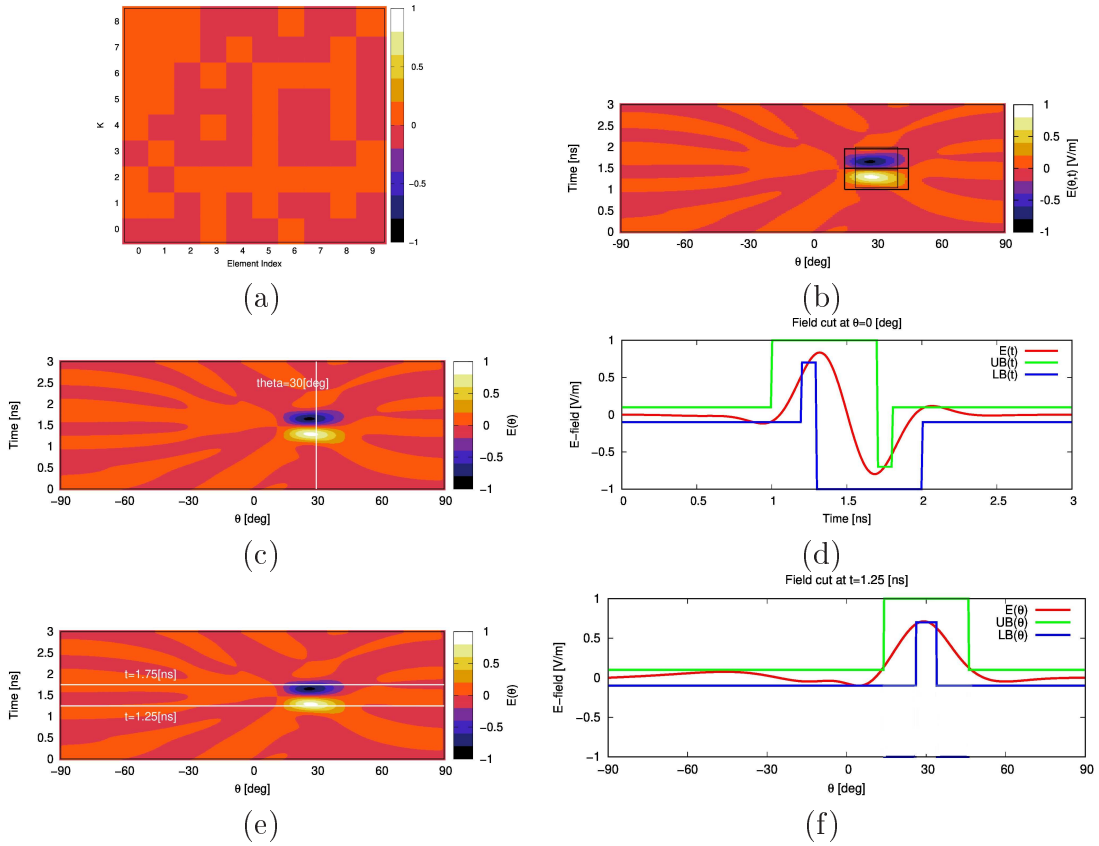 8
7
6
5
4
3
2
1
0
K
0 1 2 3 4 5 6 7 8 9
Element Index
1
0.5
0
−0.5
−1
(a)
3
2.5
2
1.5
1
0.5
0
Time [ns]
-90 -60 -30 0 30 60 90
θ [deg]
1
0.5
0
-0.5
-1
E(θ,t) [V/m]
(b)
3
2.5
2
1.5
1
0.5
0
Time [ns]
theta=30[deg]
-90 -60 -30 0 30 60 90
θ [deg]
1
0.5
0
-0.5
-1
E(θ)
(c)
Field cut at θ=0 [deg]
1
0.5
0
-0.5
-1
E-field [V/m]
E(t)
UB(t)
LB(t)
0 0.5 1 1.5 2 2.5 3
Time [ns]
(d)
3
2.5
2
1.5
1
0.5
0
Time [ns]
t=1.75[ns]
t=1.25[ns]
-90 -60 -30 0 30 60 90
θ [deg]
1
0.5
0
-0.5
-1
E(θ)
(e)
Field cut at t=1.25 [ns]
1
0.5
0
-0.5
-1
E-field [V/m]
E(θ)
UB(θ)
LB(θ)
-90 -60 -30 0 30 60 90
θ [deg]
(f)